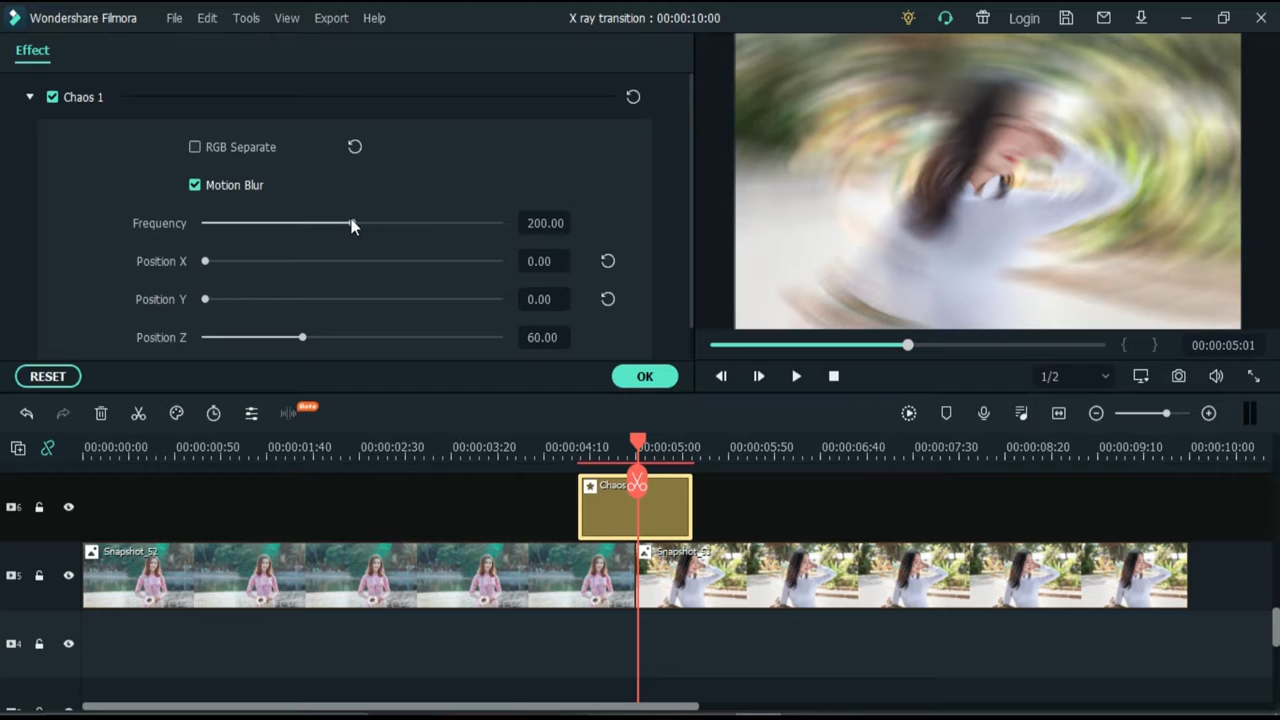 Wondershare Filmora File Edit Tools View Export Help X ray transition : 00:00:10:00 Login
Effect
Chaos 1
RGB Separate
Motion Blur
Frequency 200.00
Position X 0.00
Position Y 0.00
Position Z 60.00
00:00:05:01
RESET OK 1/2
Beta
00:00:00:00 00:00:00:50 00:00:01:40 00:00:02:30 00:00:03:20 00:00:04:10 00:00:05:00 00:00:05:50 00:00:06:40 00:00:07:30 00:00:08:20 00:00:09:10 00:00:10:00
Chaos
6
Snapshot_52
5
4